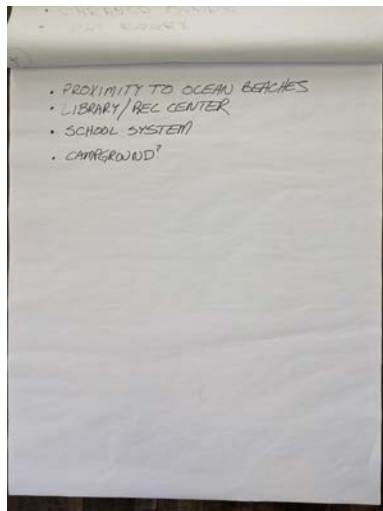 • PROXIMITY TO OCEAN BEACHES
• LIBRARY/REC CENTER
• SCHOOL SYSTEM
• CAMPGROUND?